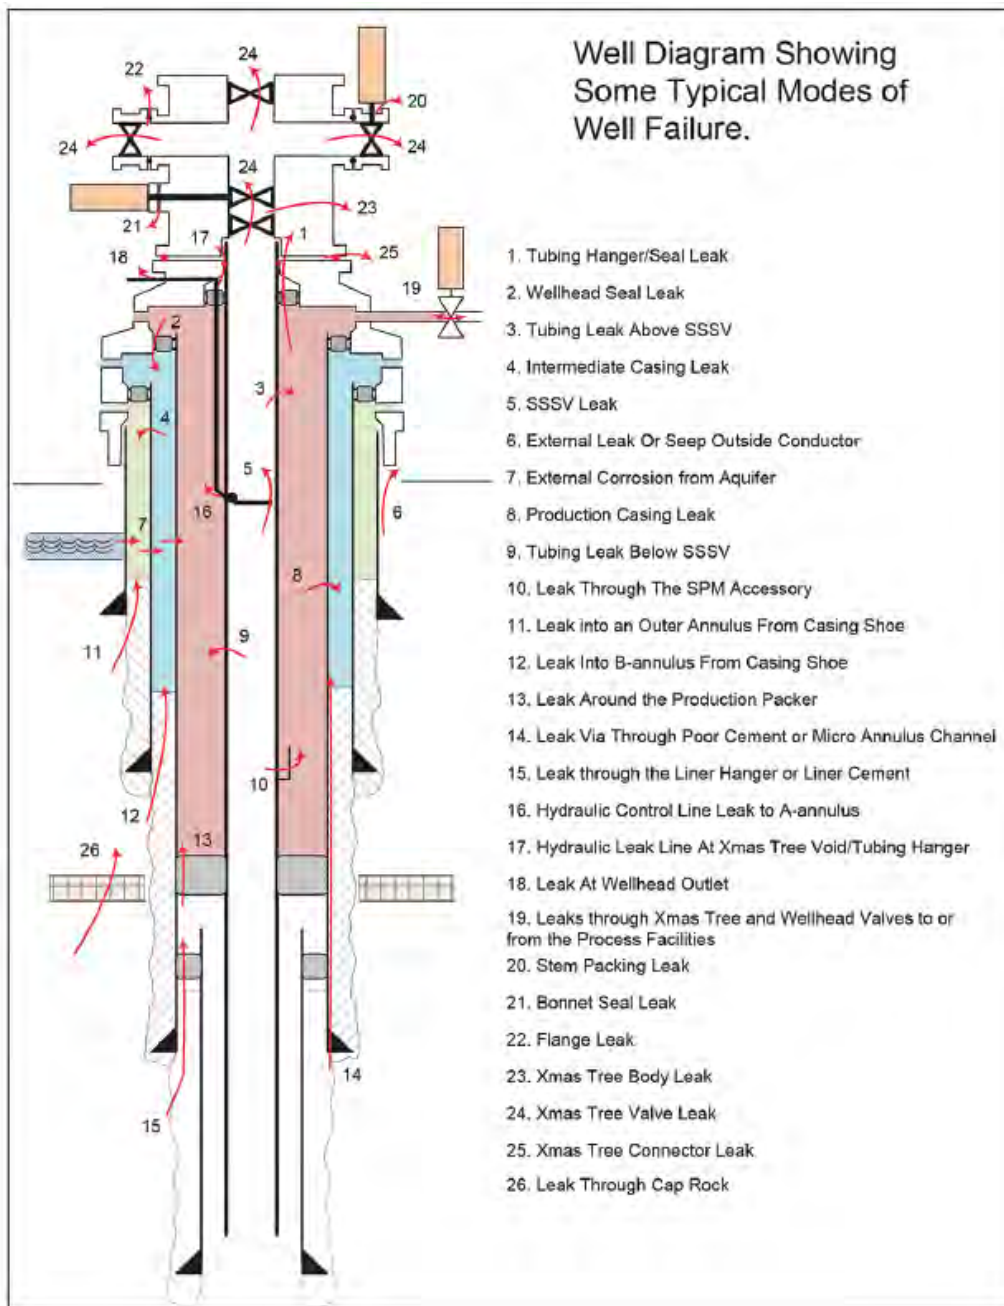 Well Diagram Showing
Some Typical Modes of
Well Failure.
24
22
20
24
24
24
23
21
17
1
25
18
19
2
3
4
5
16
6
7
8
9
11
10
12
13
26
14
15
1. Tubing Hanger/Seal Leak
2. Wellhead Seal Leak
3. Tubing Leak Above SSSV
4. Intermediate Casing Leak
5. SSSV Leak
6. External Leak Or Seep Outside Conductor
7. External Corrosion from Aquifer
8. Production Casing Leak
9. Tubing Leak Below SSSV
10. Leak Through The SPM Accessory
11. Leak into an Outer Annulus From Casing Shoe
12. Leak Into B-annulus From Casing Shoe
13. Leak Around the Production Packer
14. Leak Via Through Poor Cement or Micro Annulus Channel
15. Leak through the Liner Hanger or Liner Cement
16. Hydraulic Control Line Leak to A-annulus
17. Hydraulic Leak Line At Xmas Tree Void/Tubing Hanger
18. Leak At Wellhead Outlet
19. Leaks through Xmas Tree and Wellhead Valves to or
from the Process Facilities
20. Stem Packing Leak
21. Bonnet Seal Leak
22. Flange Leak
23. Xmas Tree Body Leak
24. Xmas Tree Valve Leak
25. Xmas Tree Connector Leak
26. Leak Through Cap Rock